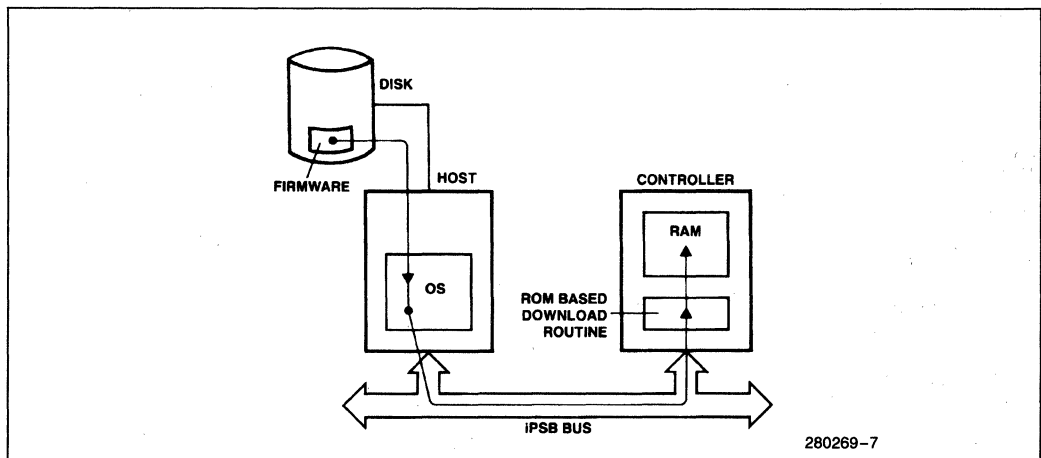 DISK
FIRMWARE
HOST
OS
CONTROLLER
RAM
ROM BASED
DOWNLOAD
ROUTINE
iPSB BUS
280269-7